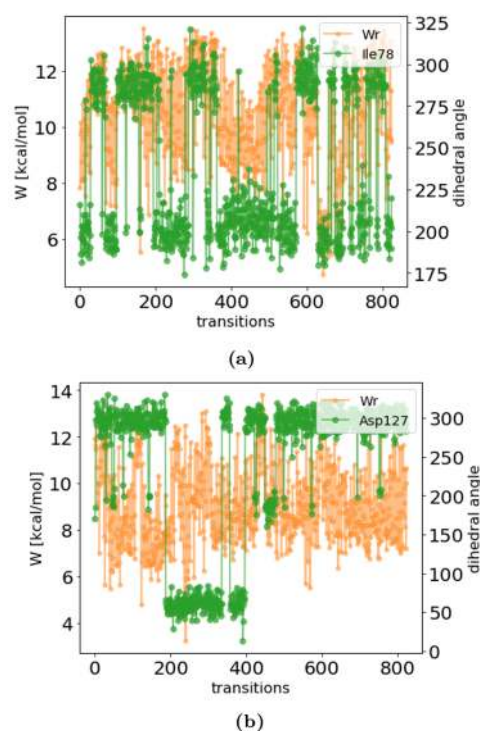 Wr
Ile78
W [kcal/mol]
12
10
8
6
325
300
275
250
225
200
175
dihedral angle
0 200 400 600 800
transitions
(a)
Wr
Asp127
W [kcal/mol]
14
12
10
8
6
4
300
250
200
150
100
50
0
dihedral angle
0 200 400 600 800
transitions
(b)